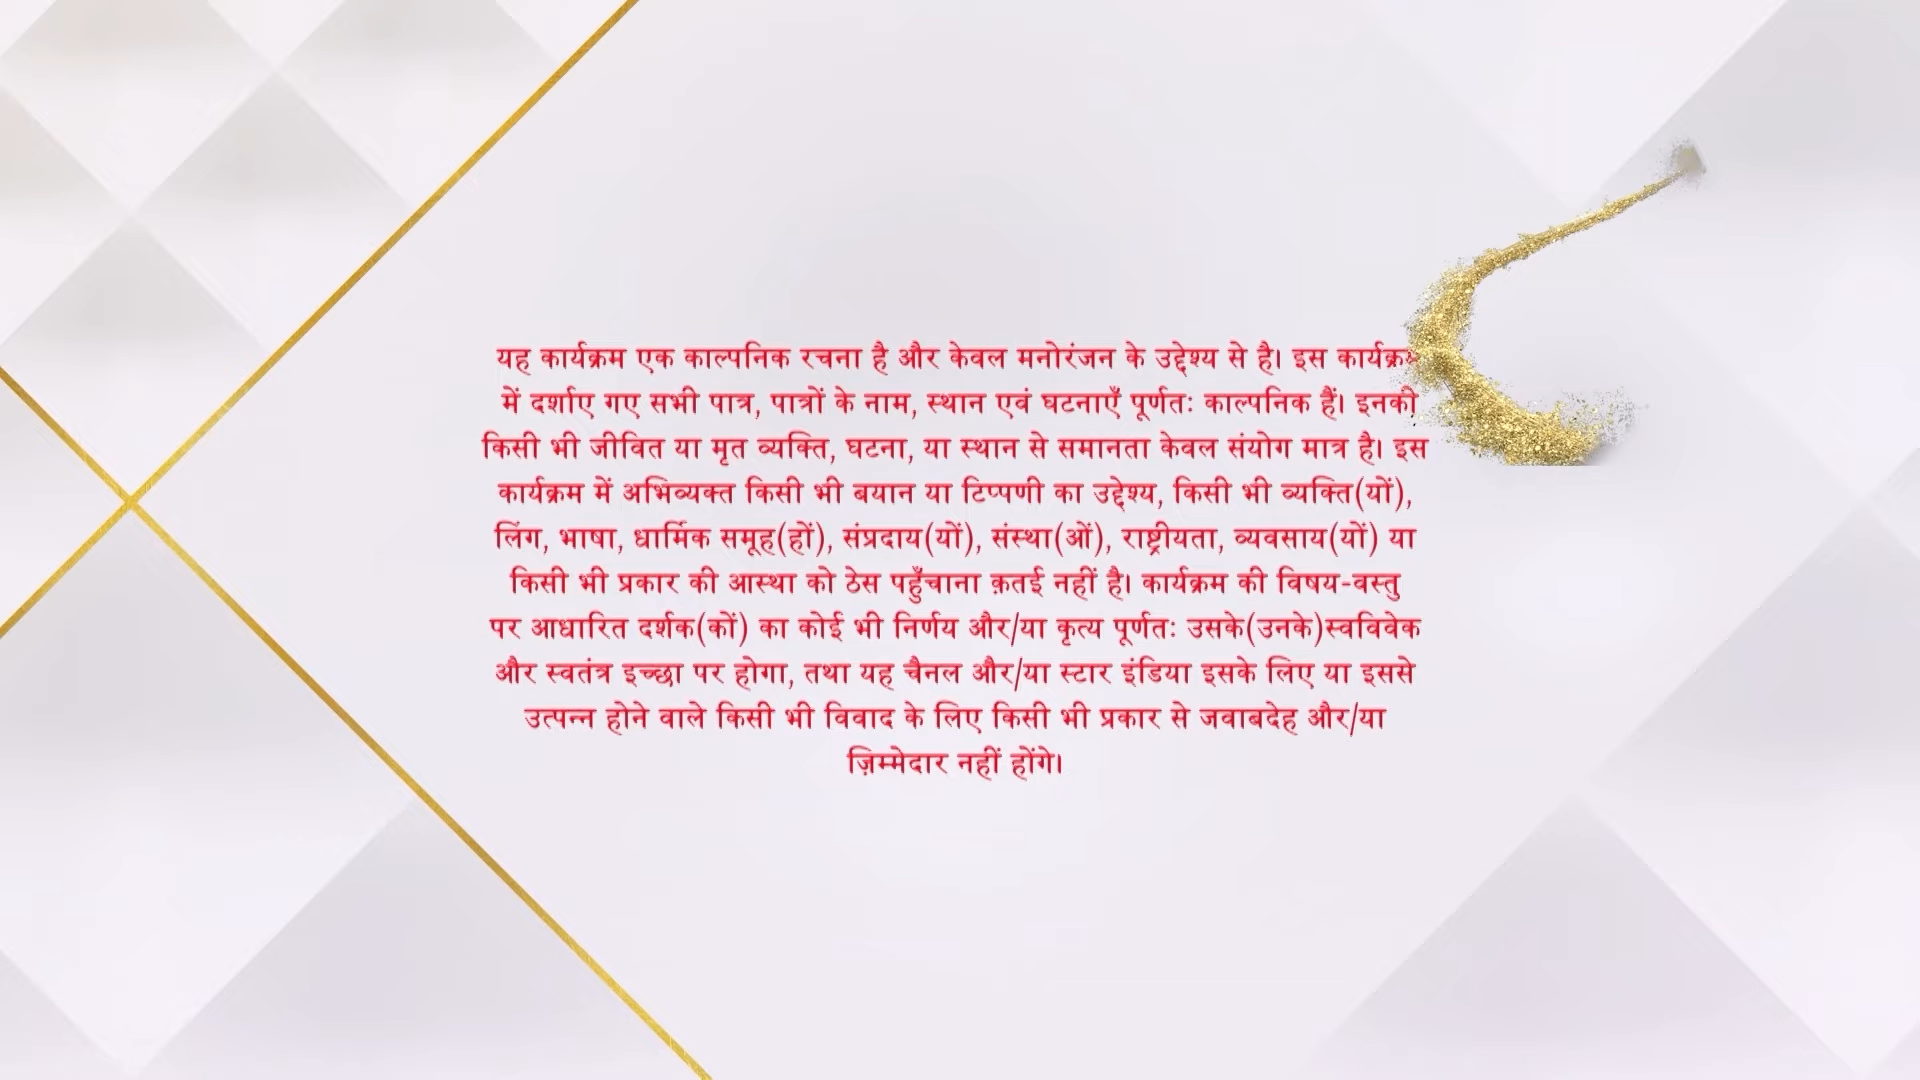 यह कार्यक्रम एक काल्पनिक रचना है और केवल मनोरंजन के उद्देश्य से है। इस कार्यक्रम
में दर्शाए गए सभी पात्र, पात्रों के नाम, स्थान एवं घटनाएँ पूर्णतः काल्पनिक हैं। इनकी
किसी भी जीवित या मृत व्यक्ति, घटना, या स्थान से समानता केवल संयोग मात्र है। इस
कार्यक्रम में अभिव्यक्त किसी भी बयान या टिप्पणी का उद्देश्य, किसी भी व्यक्ति(यों),
लिंग, भाषा, धार्मिक समूह(हों), संप्रदाय(यों), संस्था(ओं), राष्ट्रीयता, व्यवसाय(यों) या
किसी भी प्रकार की आस्था को ठेस पहुँचाना क़तई नहीं है। कार्यक्रम की विषय-वस्तु
पर आधारित दर्शक(कों) का कोई भी निर्णय और/या कृत्य पूर्णतः उसके(उनके)स्वविवेक
और स्वतंत्र इच्छा पर होगा, तथा यह चैनल और/या स्टार इंडिया इसके लिए या इससे
उत्पन्न होने वाले किसी भी विवाद के लिए किसी भी प्रकार से जवाबदेह और/या
ज़िम्मेदार नहीं होंगे।